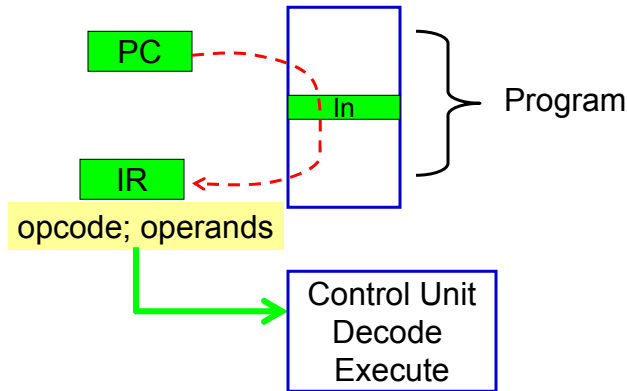 PC
In
Program
IR
opcode; operands
Control Unit
Decode
Execute